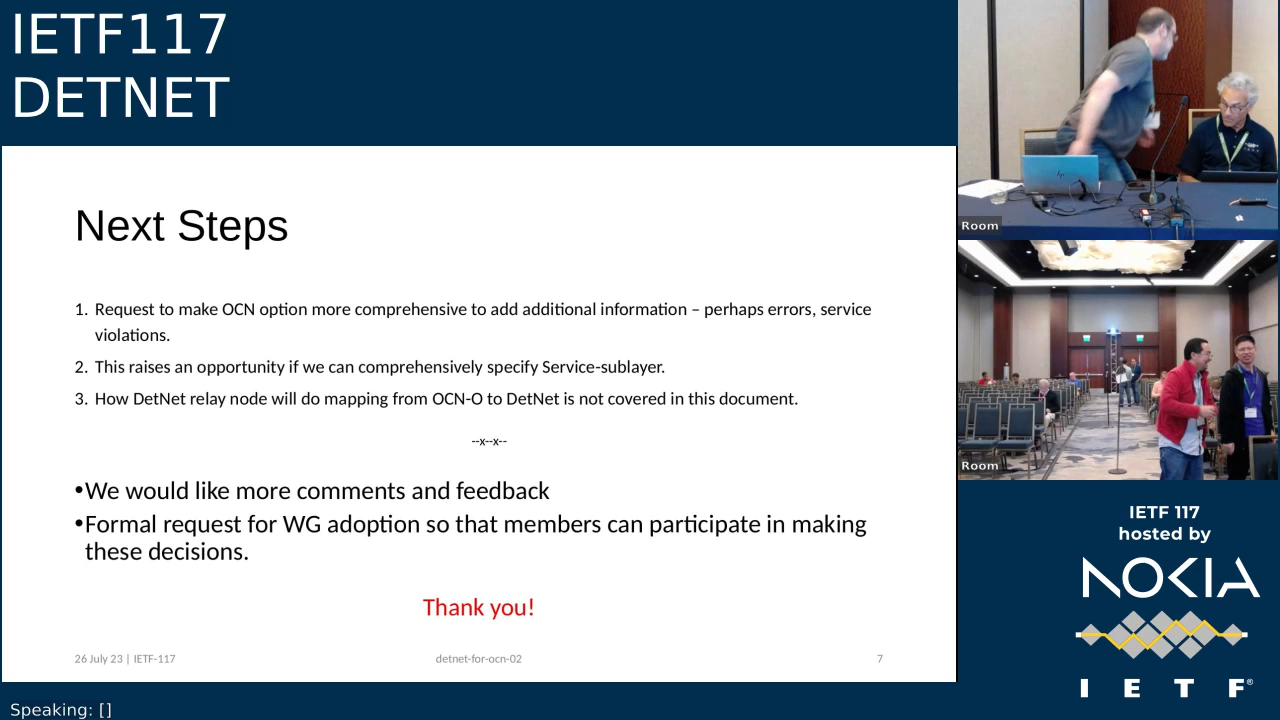 IETF117
DETNET
Next Steps
1. Request to make OCN option more comprehensive to add additional information – perhaps errors, service
violations.
2. This raises an opportunity if we can comprehensively specify Service-sublayer.
3. How DetNet relay node will do mapping from OCN-O to DetNet is not covered in this document.
--x--x--
•We would like more comments and feedback
•Formal request for WG adoption so that members can participate in making
these decisions.
Thank you!
26 July 23 | IETF-117
detnet-for-ocn-02
7
Speaking: []
Room
Room
IETF 117
hosted by
NOKIA
I E T F®